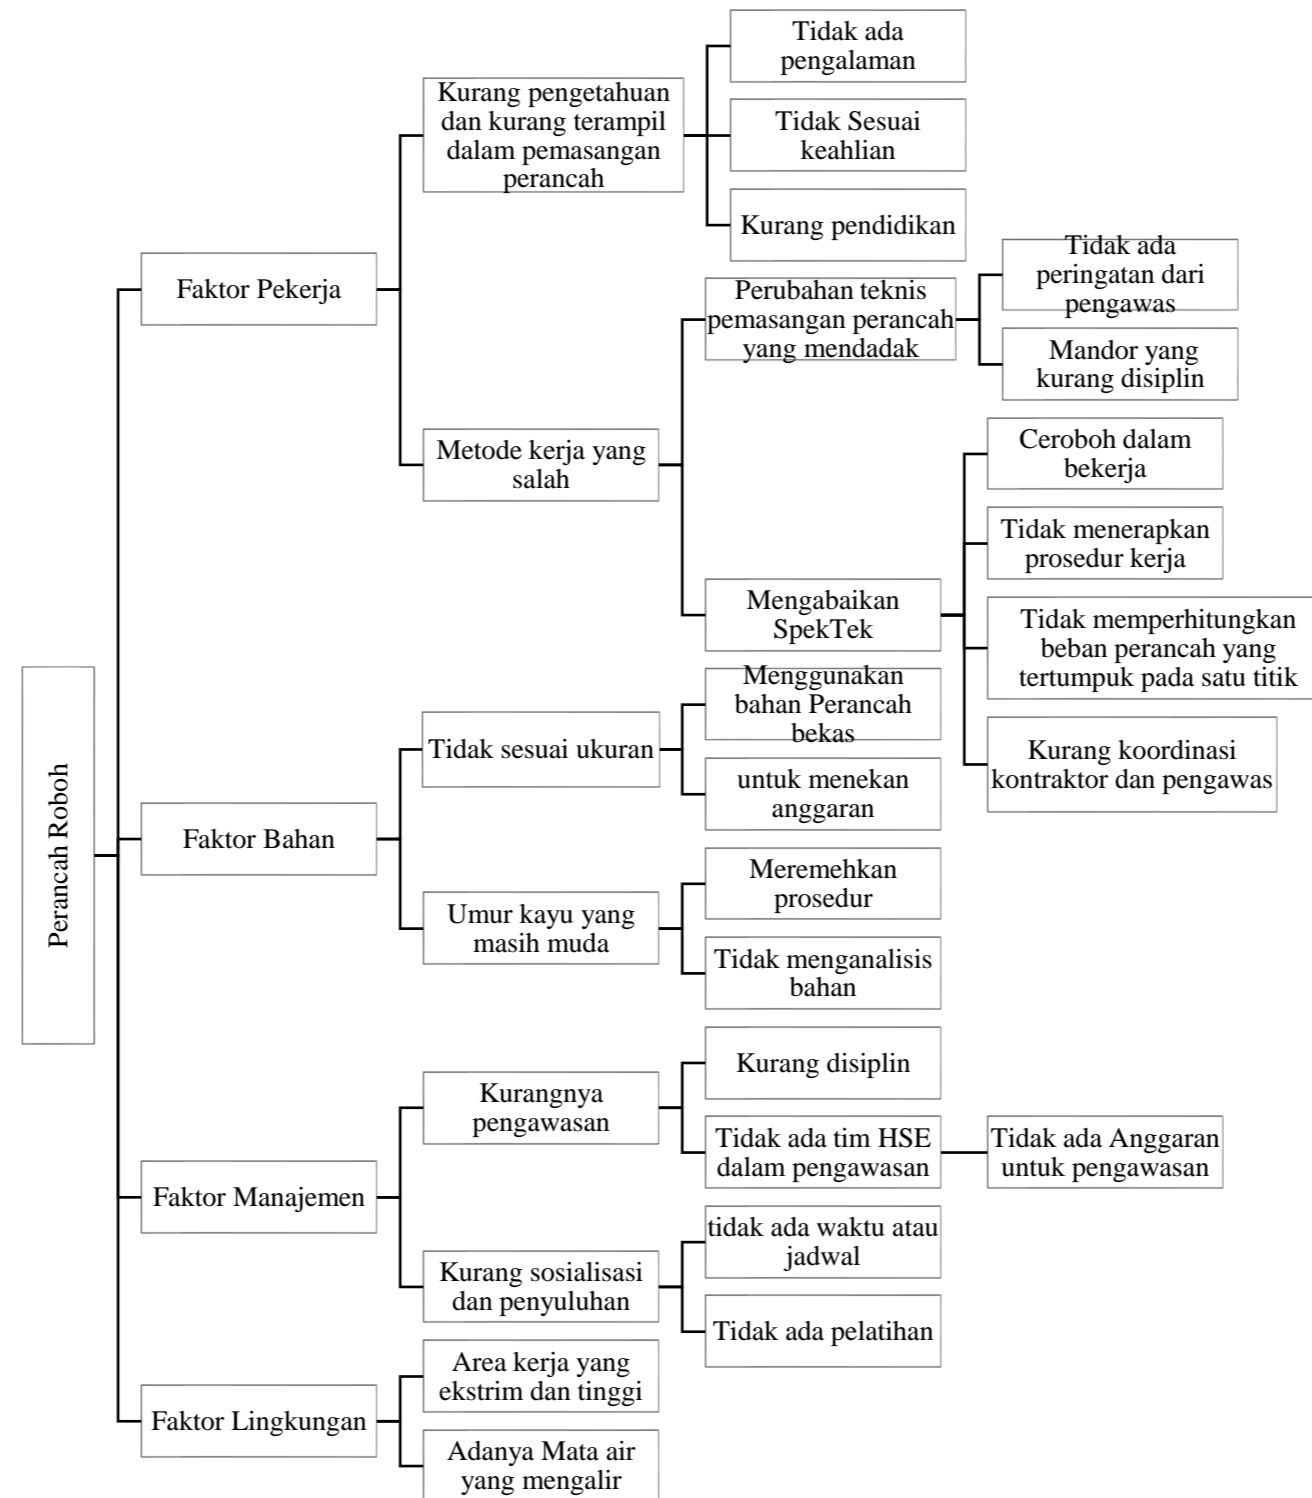 Perancah Roboh
Faktor Pekerja
Kurang pengetahuan
dan kurang terampil
dalam pemasangan
perancah
Tidak ada
pengalaman
Tidak Sesuai
keahlian
Kurang pendidikan
Metode kerja yang
salah
Perubahan teknis
pemasangan perancah
yang mendadak
Tidak ada
peringatan dari
pengawas
Mandor yang
kurang disiplin
Mengabaikan
SpekTek
Ceroboh dalam
bekerja
Tidak menerapkan
prosedur kerja
Tidak memperhitungkan
beban perancah yang
tertumpuk pada satu titik
Kurang koordinasi
kontraktor dan pengawas
Faktor Bahan
Tidak sesuai ukuran
Menggunakan
bahan Perancah
bekas
untuk menekan
anggaran
Umur kayu yang
masih muda
Meremehkan
prosedur
Tidak menganalisis
bahan
Faktor Manajemen
Kurangnya
pengawasan
Kurang disiplin
Tidak ada tim HSE
dalam pengawasan
Tidak ada Anggaran
untuk pengawasan
Kurang sosialisasi
dan penyuluhan
tidak ada waktu atau
jadwal
Tidak ada pelatihan
Faktor Lingkungan
Area kerja yang
ekstrim dan tinggi
Adanya Mata air
yang mengalir